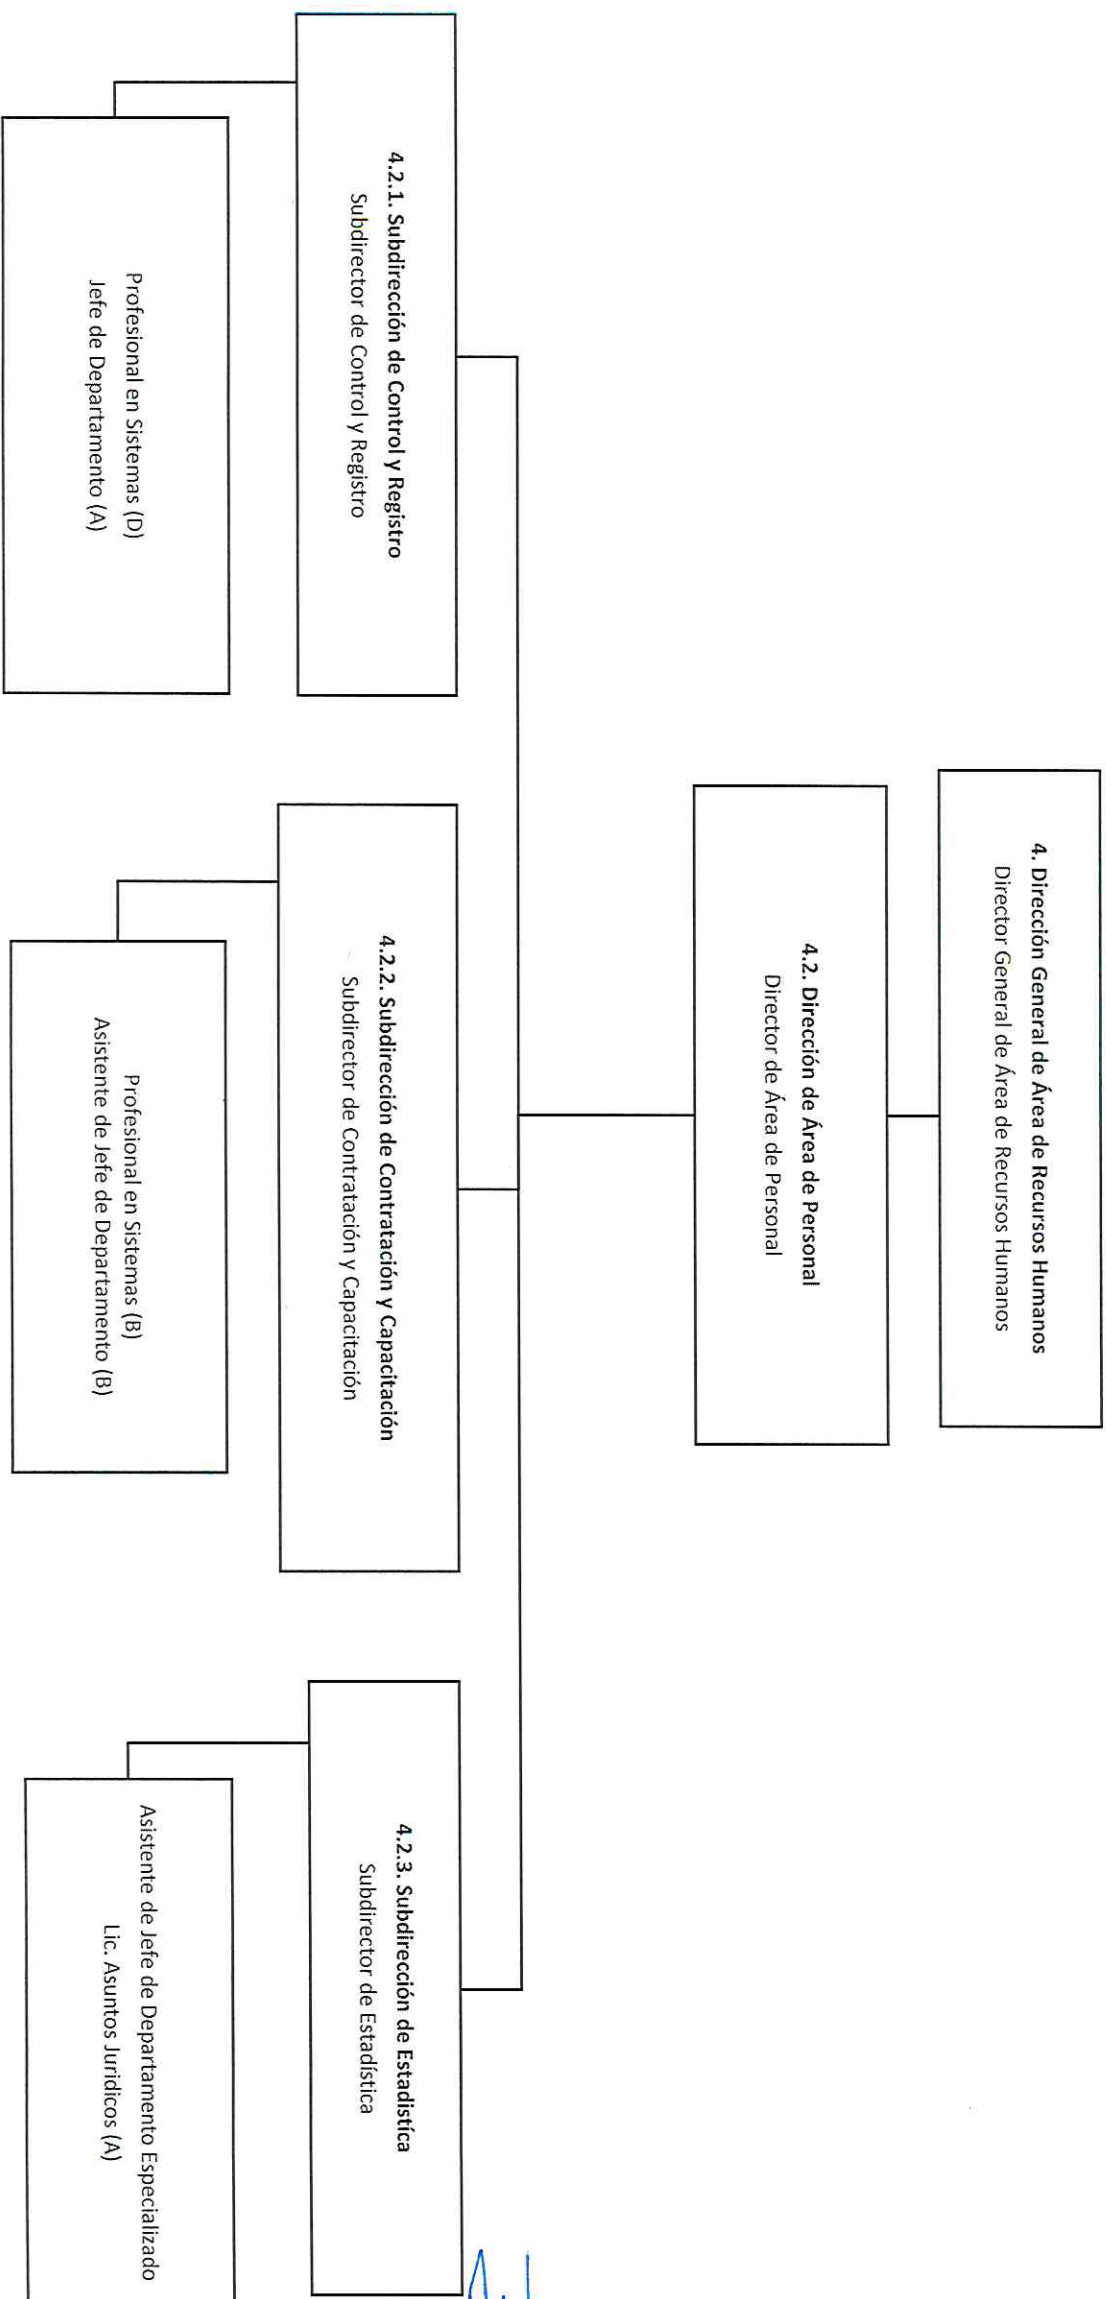 4. Dirección General de Área de Recursos Humanos
Director General de Área de Recursos Humanos
4.2. Dirección de Área de Personal
Director de Área de Personal
4.2.1. Subdirección de Control y Registro
Subdirector de Control y Registro
Profesional en Sistemas (D)
Jefe de Departamento (A)
4.2.2. Subdirección de Contratación y Capacitación
Subdirector de Contratación y Capacitación
Profesional en Sistemas (B)
Asistente de Jefe de Departamento (B)
4.2.3. Subdirección de Estadistíca
Subdirector de Estadística
Asistente de Jefe de Departamento Especializado
Lic. Asuntos Juridicos (A)